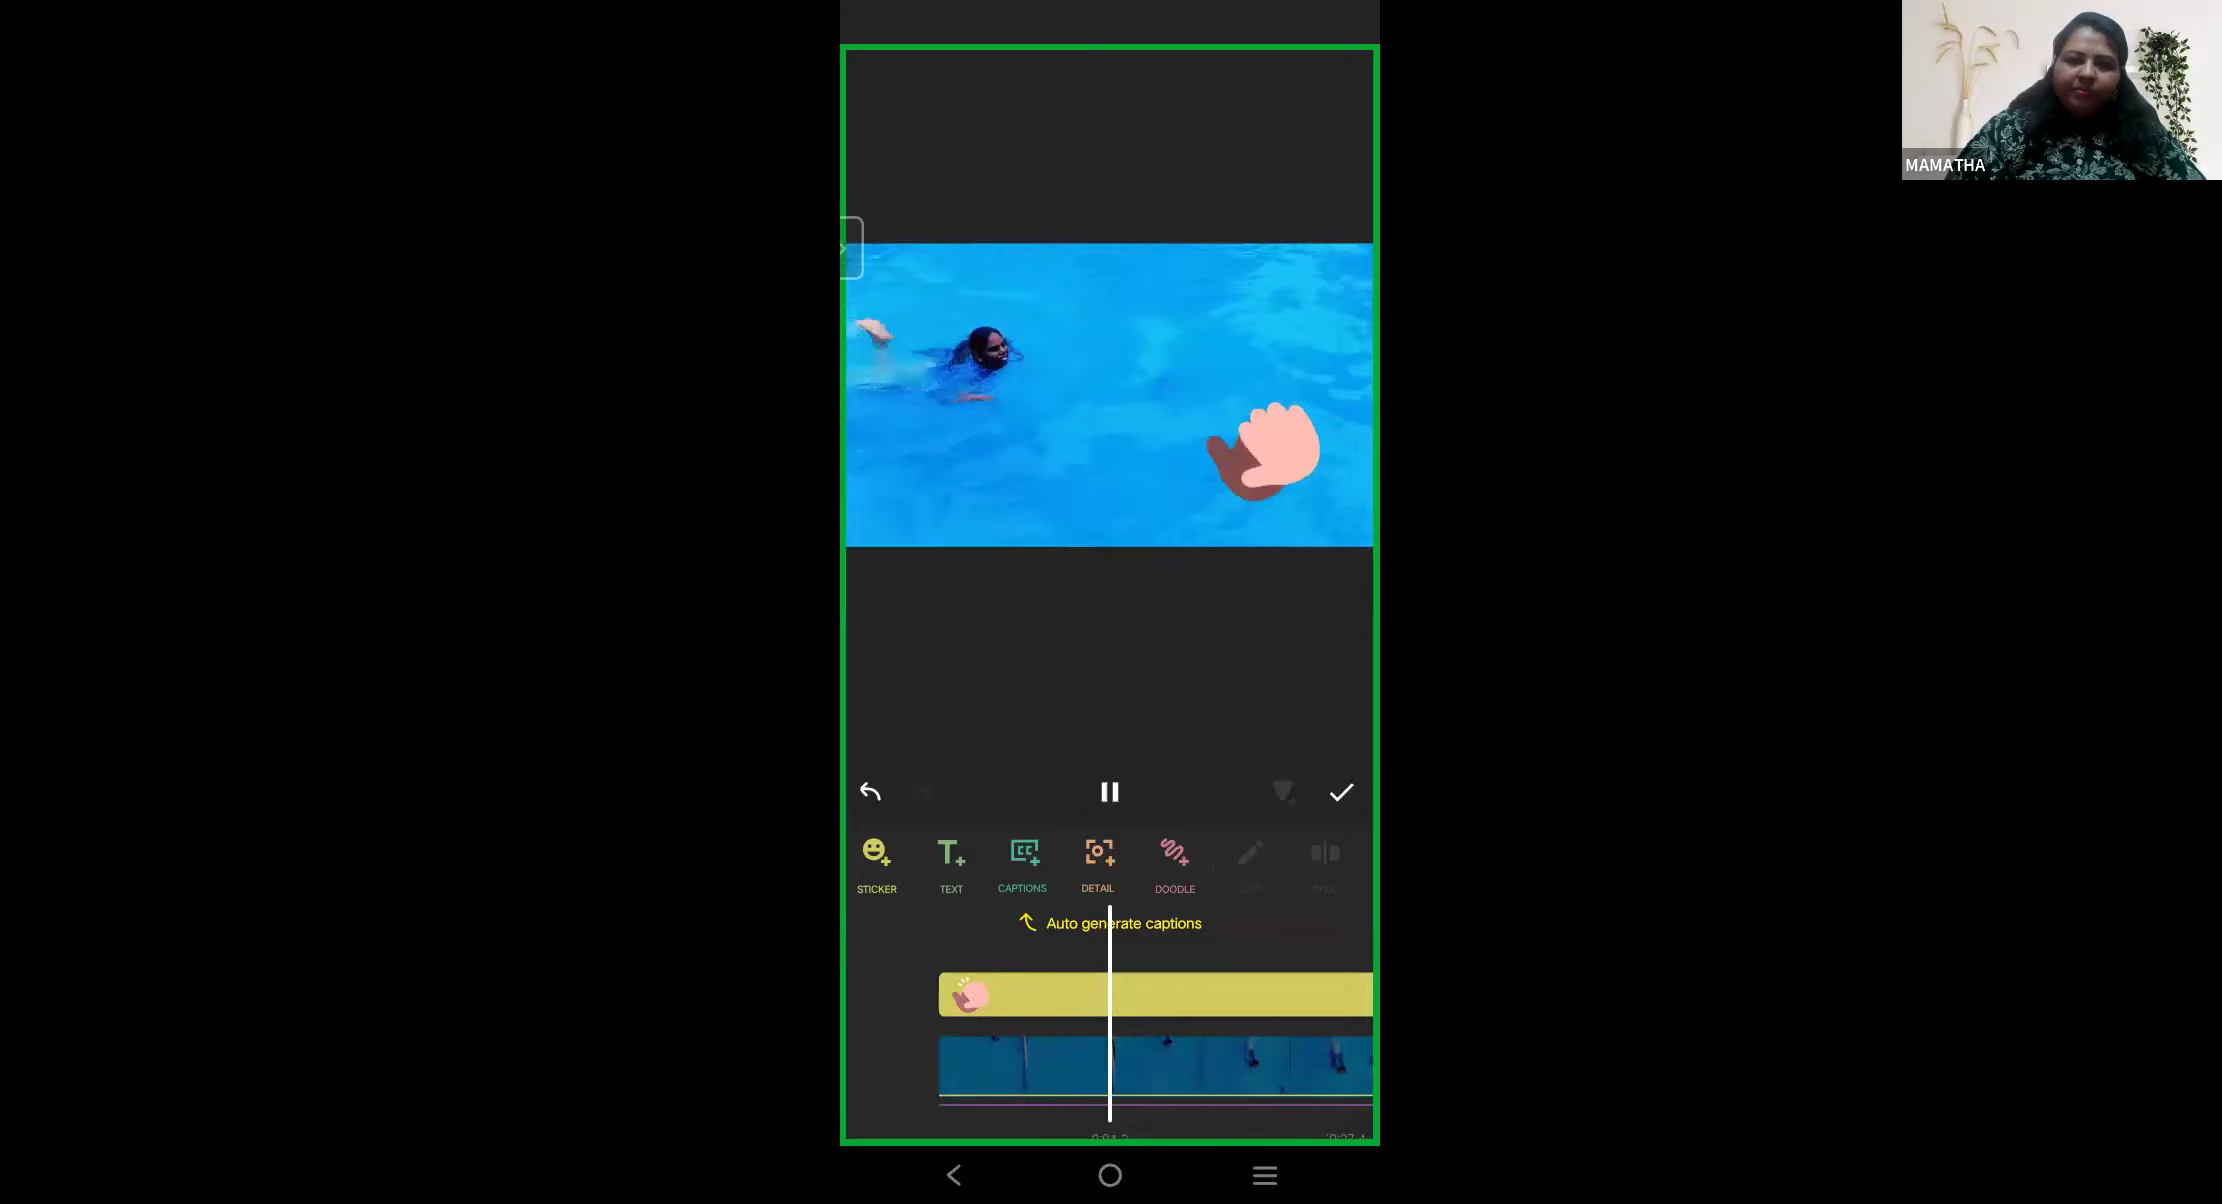 MAMATHA
STICKER
TEXT
CAPTIONS
DETAIL
DOODLE
Auto generate captions